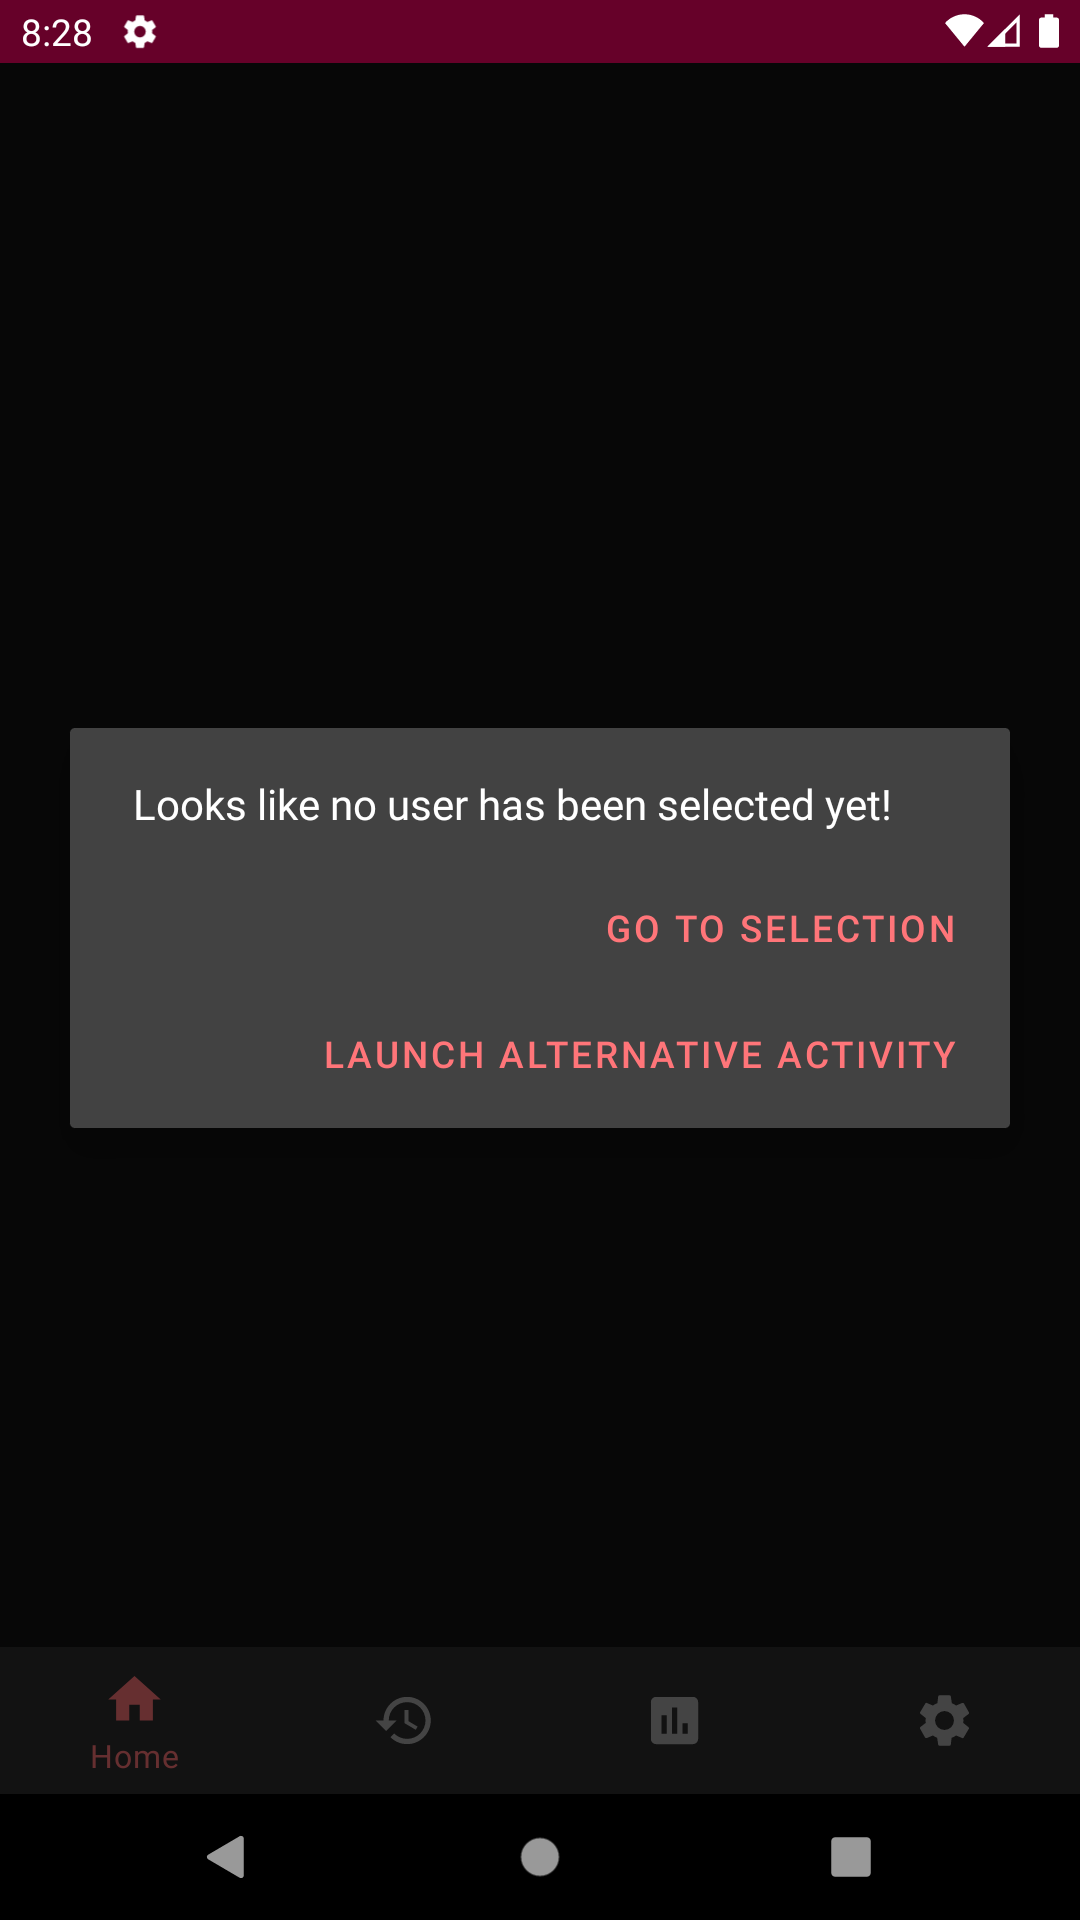 8:28
Looks like no user has been selected yet!
GO TO SELECTION
LAUNCH ALTERNATIVE ACTIVITY
Home